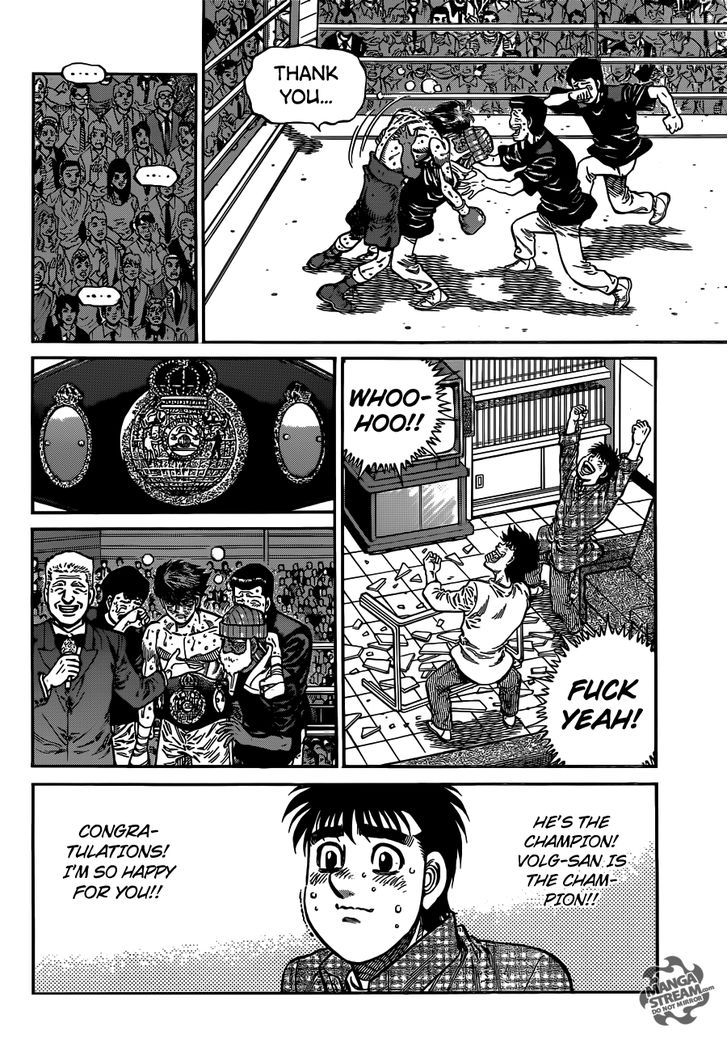 THANK
YOU...
....
....
....
WHOO-
HOO!!
FUCK
YEAH!
HE'S THE
CHAMPION!
VOLG-SAN IS
THE CHAM-
PION!!
CONGRA-
TULATIONS!
I'M SO HAPPY
FOR YOU!!
MANGA
STREAM.com
DO NOT MIRROR